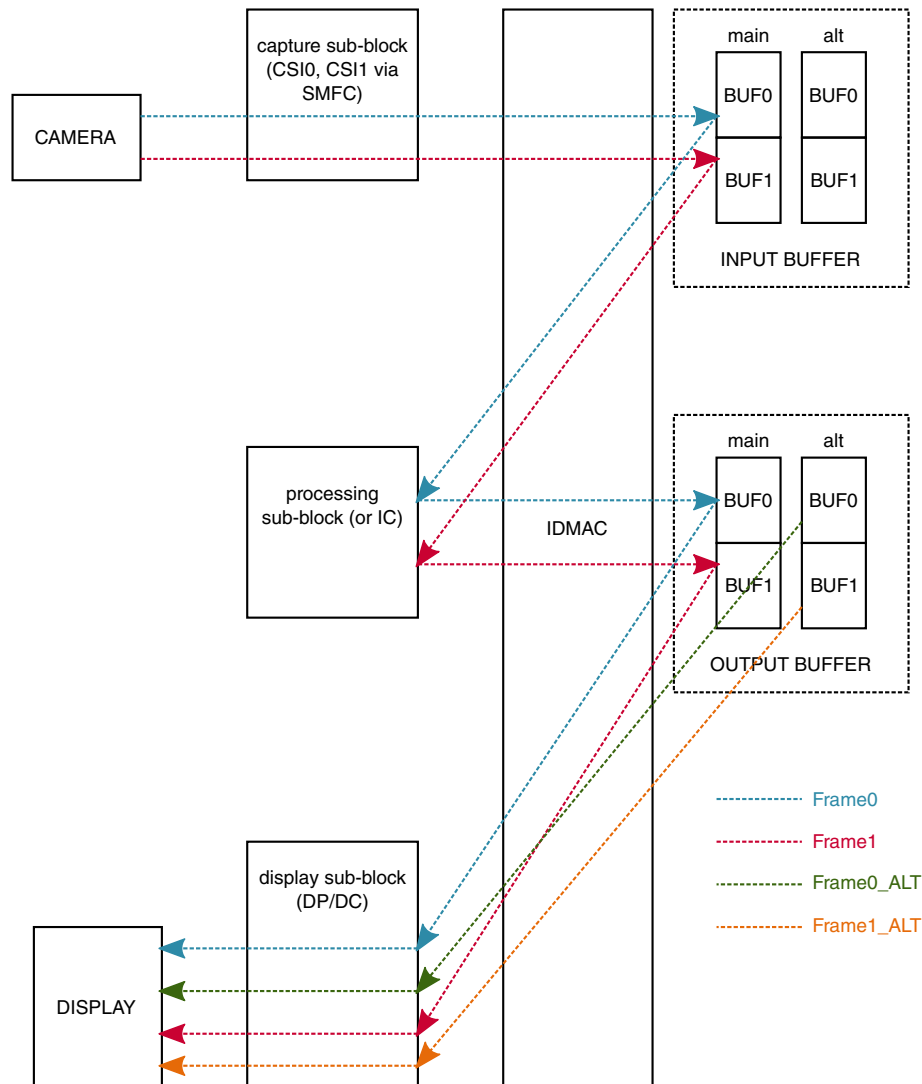 capture sub-block
(CSI0, CSI1 via
SMFC)
CAMERA
main alt
BUF0 BUF0
BUF1 BUF1
INPUT BUFFER
processing
sub-block (or IC)
IDMAC
main alt
BUF0 BUF0
BUF1 BUF1
OUTPUT BUFFER
Frame0
Frame1
Frame0_ALT
Frame1_ALT
display sub-block
(DP/DC)
DISPLAY